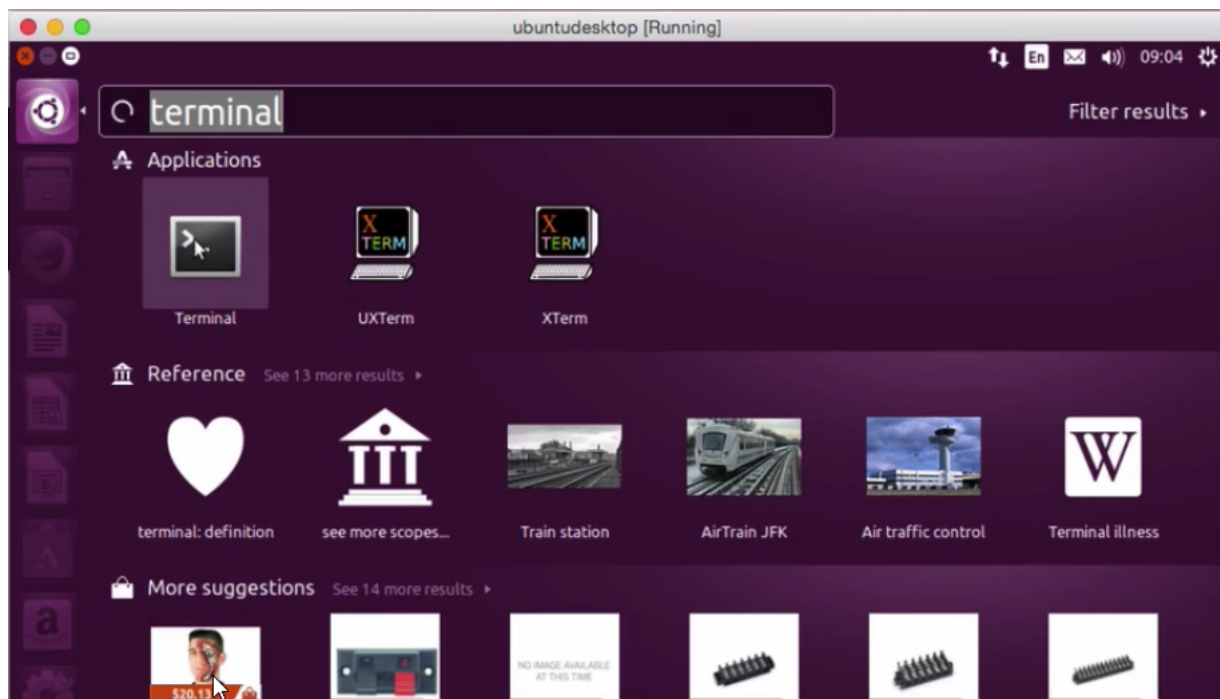 ubuntudesktop [Running]
En 09:04
terminal
Filter results
Applications
X TERM
X TERM
Terminal
UXTerm
XTerm
Reference See 13 more results
W
terminal: definition
see more scopes...
Train station
AirTrain JFK
Air traffic control
Terminal illness
More suggestions See 14 more results
NO IMAGE AVAILABLE
AT THIS TIME
a
$20.13